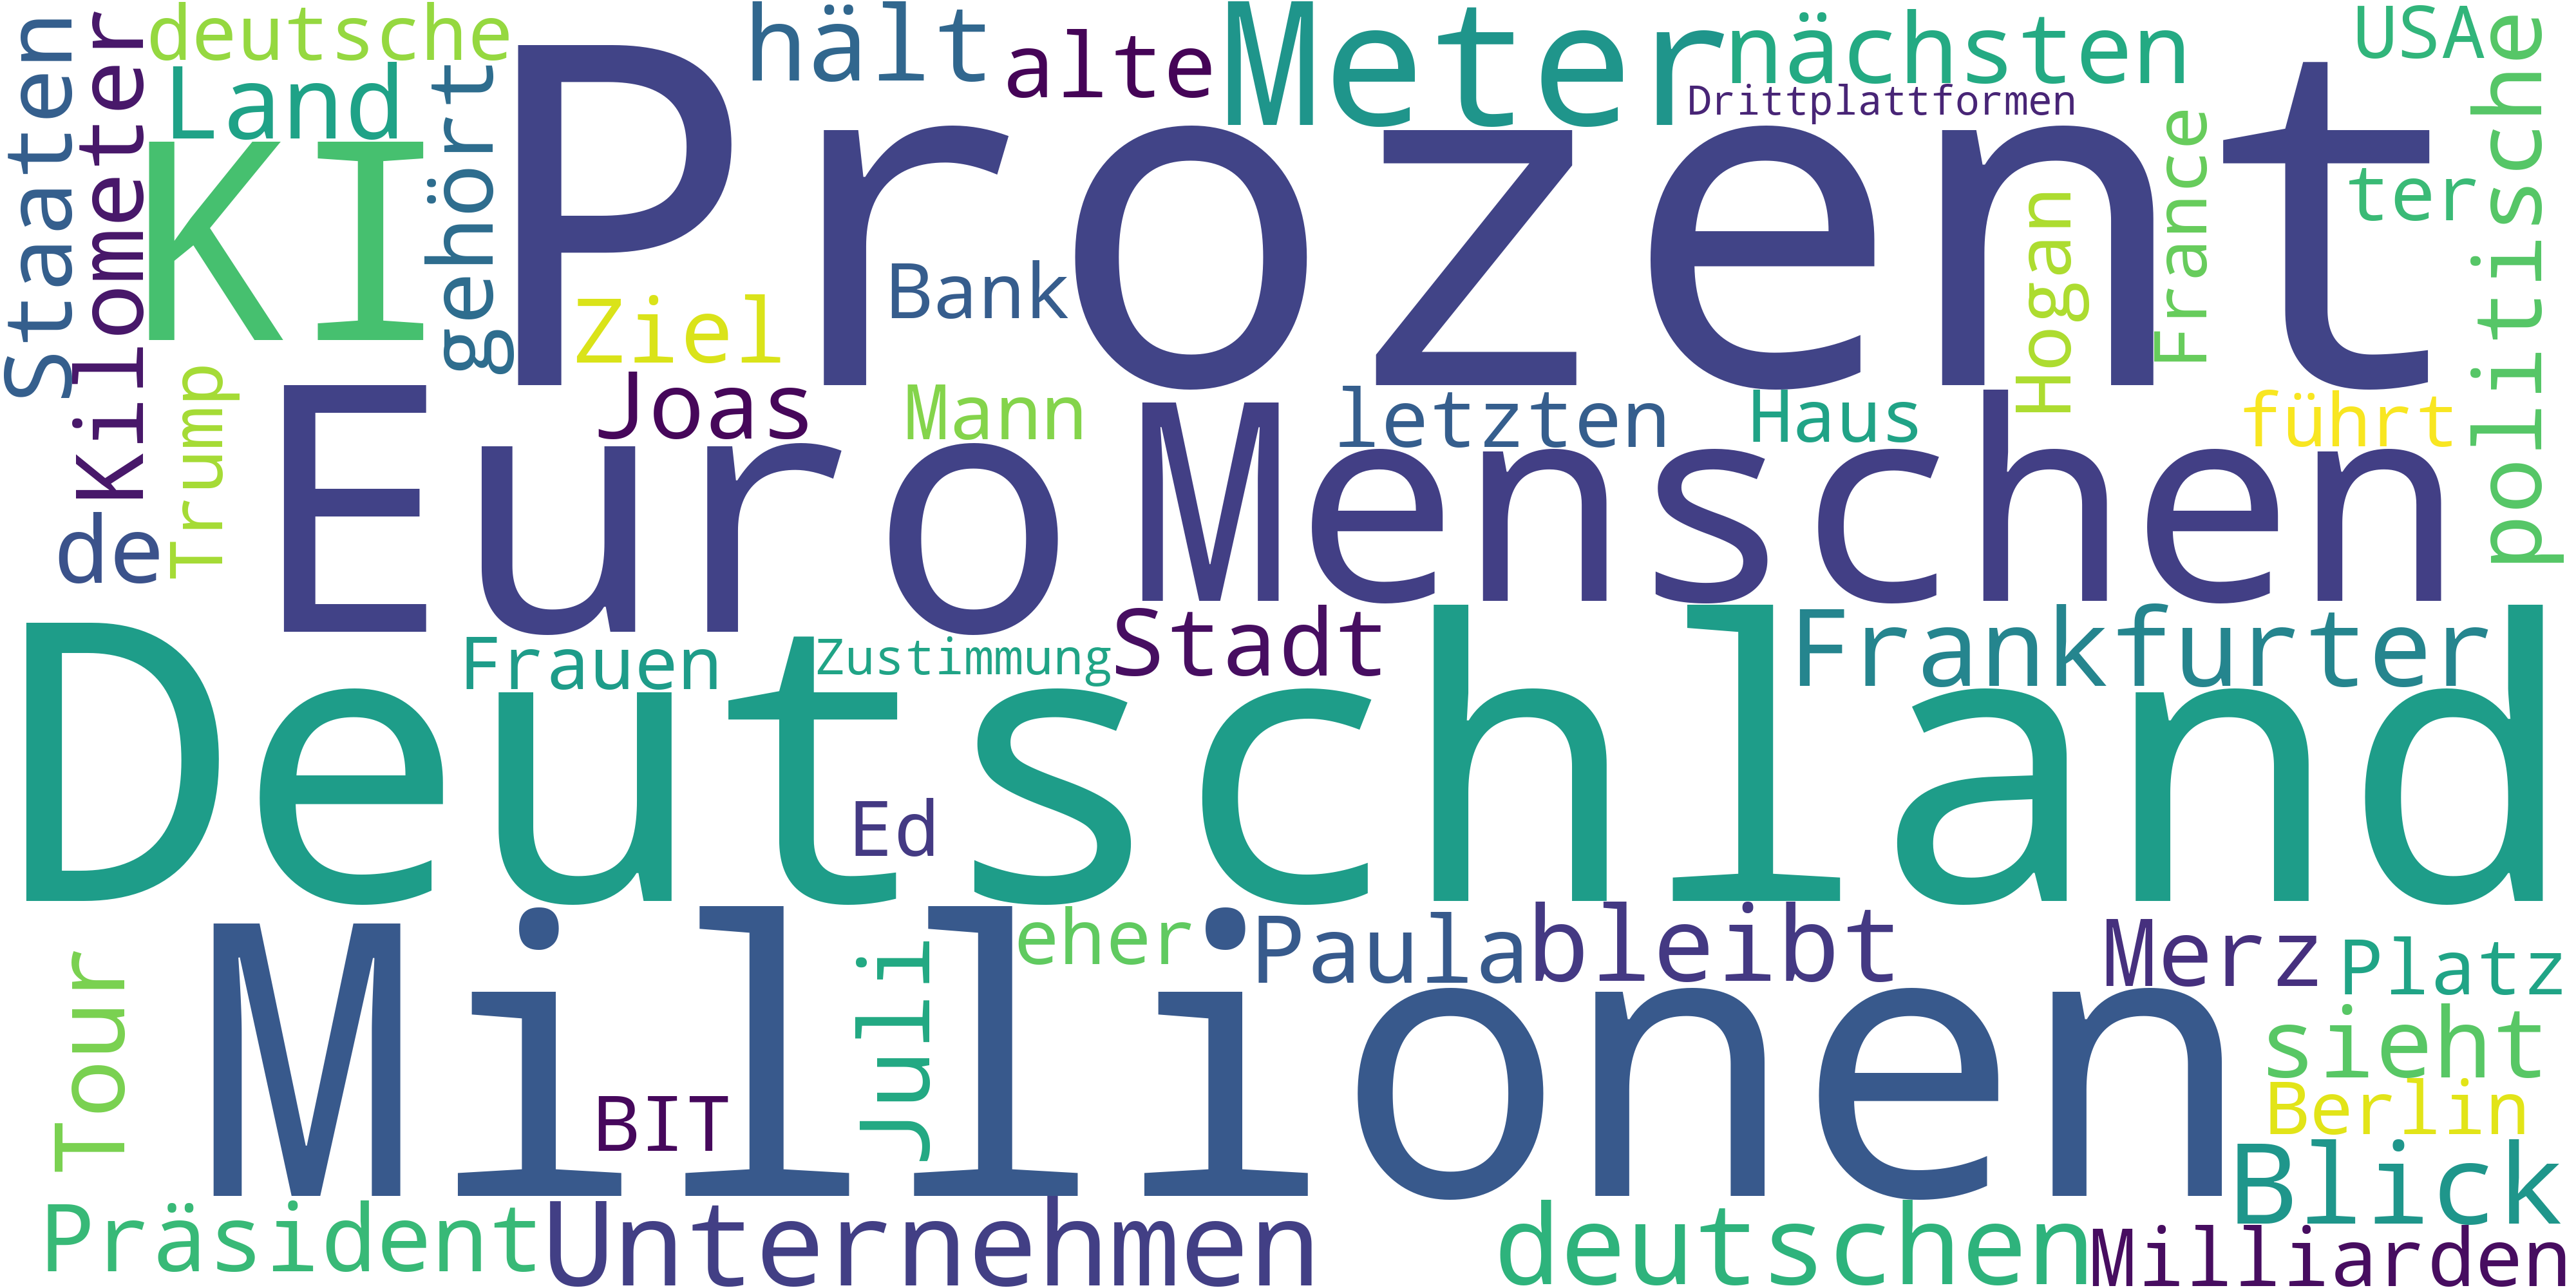 Staaten
Kilometer
deutsche
Land
KI
gehört
Prozent
hält
alte
Meter
nächsten
Drittplattformen
USA
ter
France
Hogan
politische
Bank
Ziel
Joas
Mann
letzten
Haus
führt
Trump
de
Euro
Menschen
Deutschland
Frauen
Zustimmung
Stadt
Frankfurter
Ed
Millionen
Tour
BIT
Juli
eher
Paula
bleibt
Merz
Platz
sieht
Berlin
Blick
Präsident
Unternehmen
deutschen
Milliarden